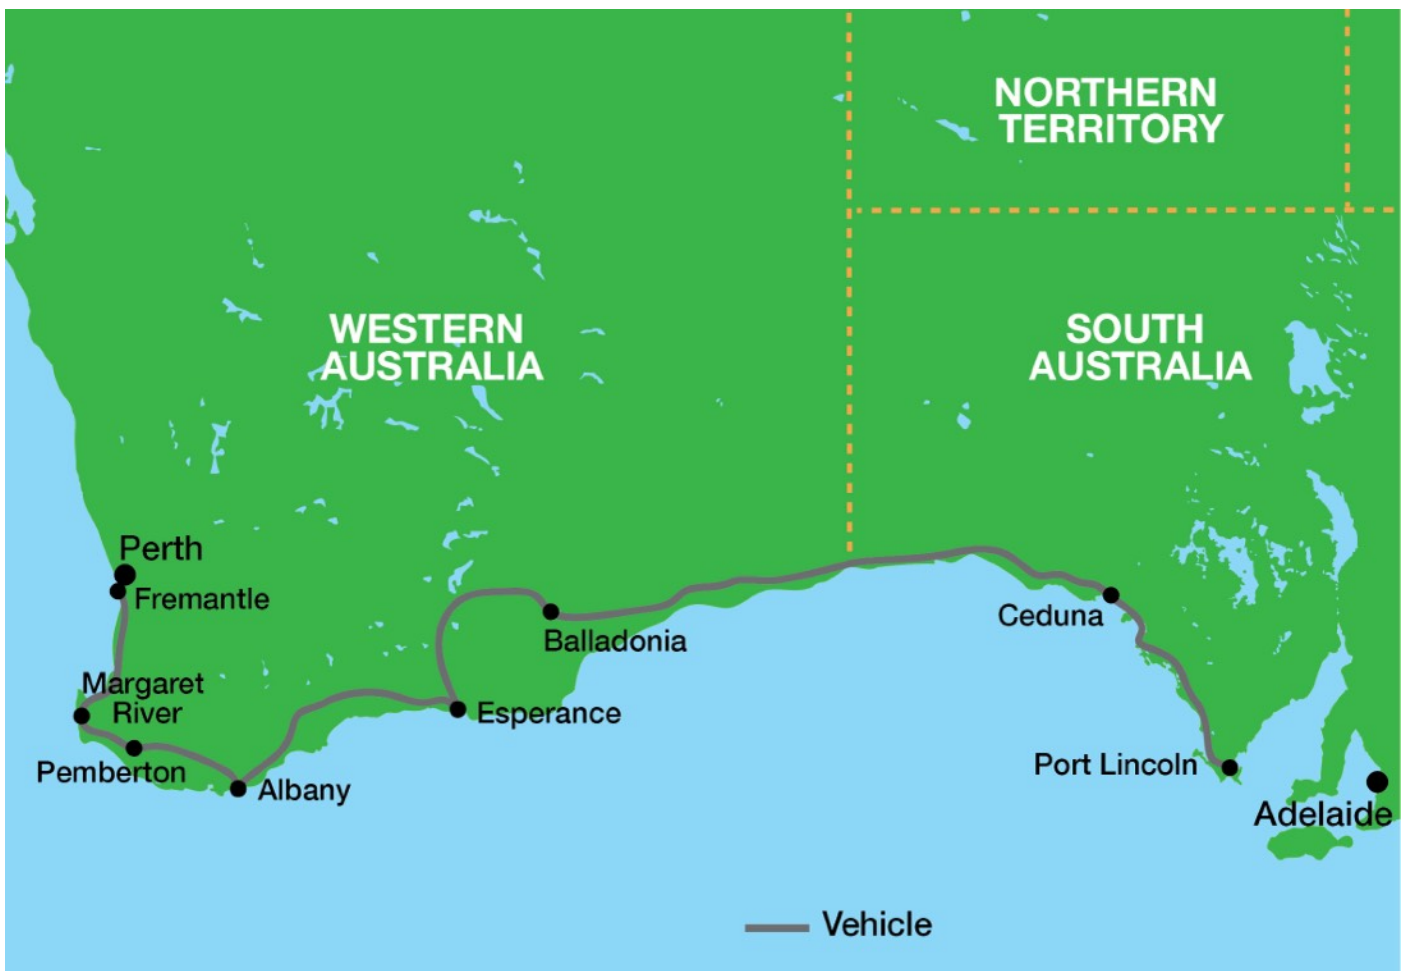 NORTHERN
TERRITORY
WESTERN
AUSTRALIA
SOUTH
AUSTRALIA
Perth
Fremantle
Margaret
River
Pemberton
Albany
Esperance
Balladonia
Ceduna
Port Lincoln
Adelaide
Vehicle